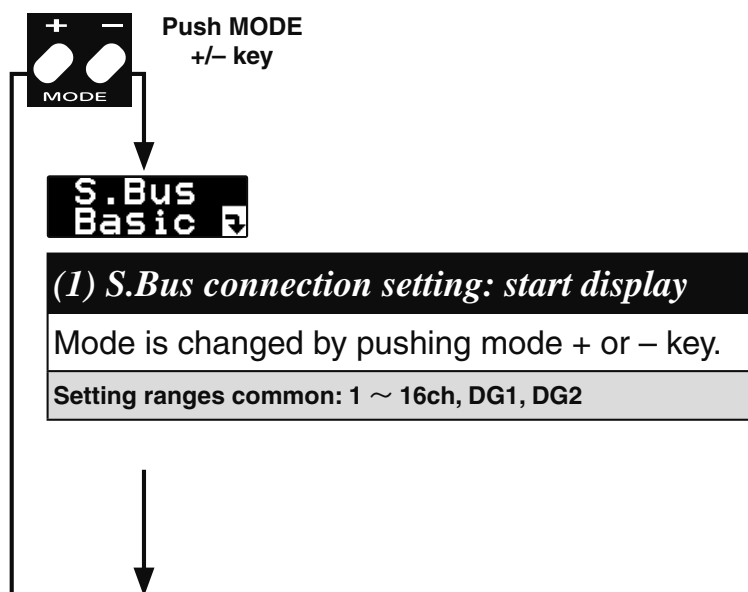 + −
MODE
Push MODE
+/– key
S.Bus
Basic
(1) S.Bus connection setting: start display
Mode is changed by pushing mode + or – key.
Setting ranges common: 1 ～ 16ch, DG1, DG2